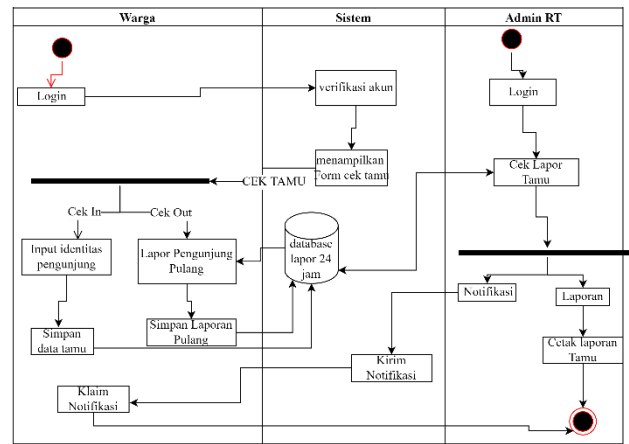 Warga
Sistem
Admin RT
Login
verifikasi akun
Login
menampilkan
Form cek tamu
Cek Lapor
Tamu
CEK TAMU
Cek In
Cek Out
Input identitas
pengunjung
Lapor Pengunjung
Pulang
database
lapor 24
jam
Notifikasi
Laporan
Simpan
data tamu
Simpan Laporan
Pulang
Cetak laporan
Tamu
Kirim
Notifikasi
Klaim
Notifikasi